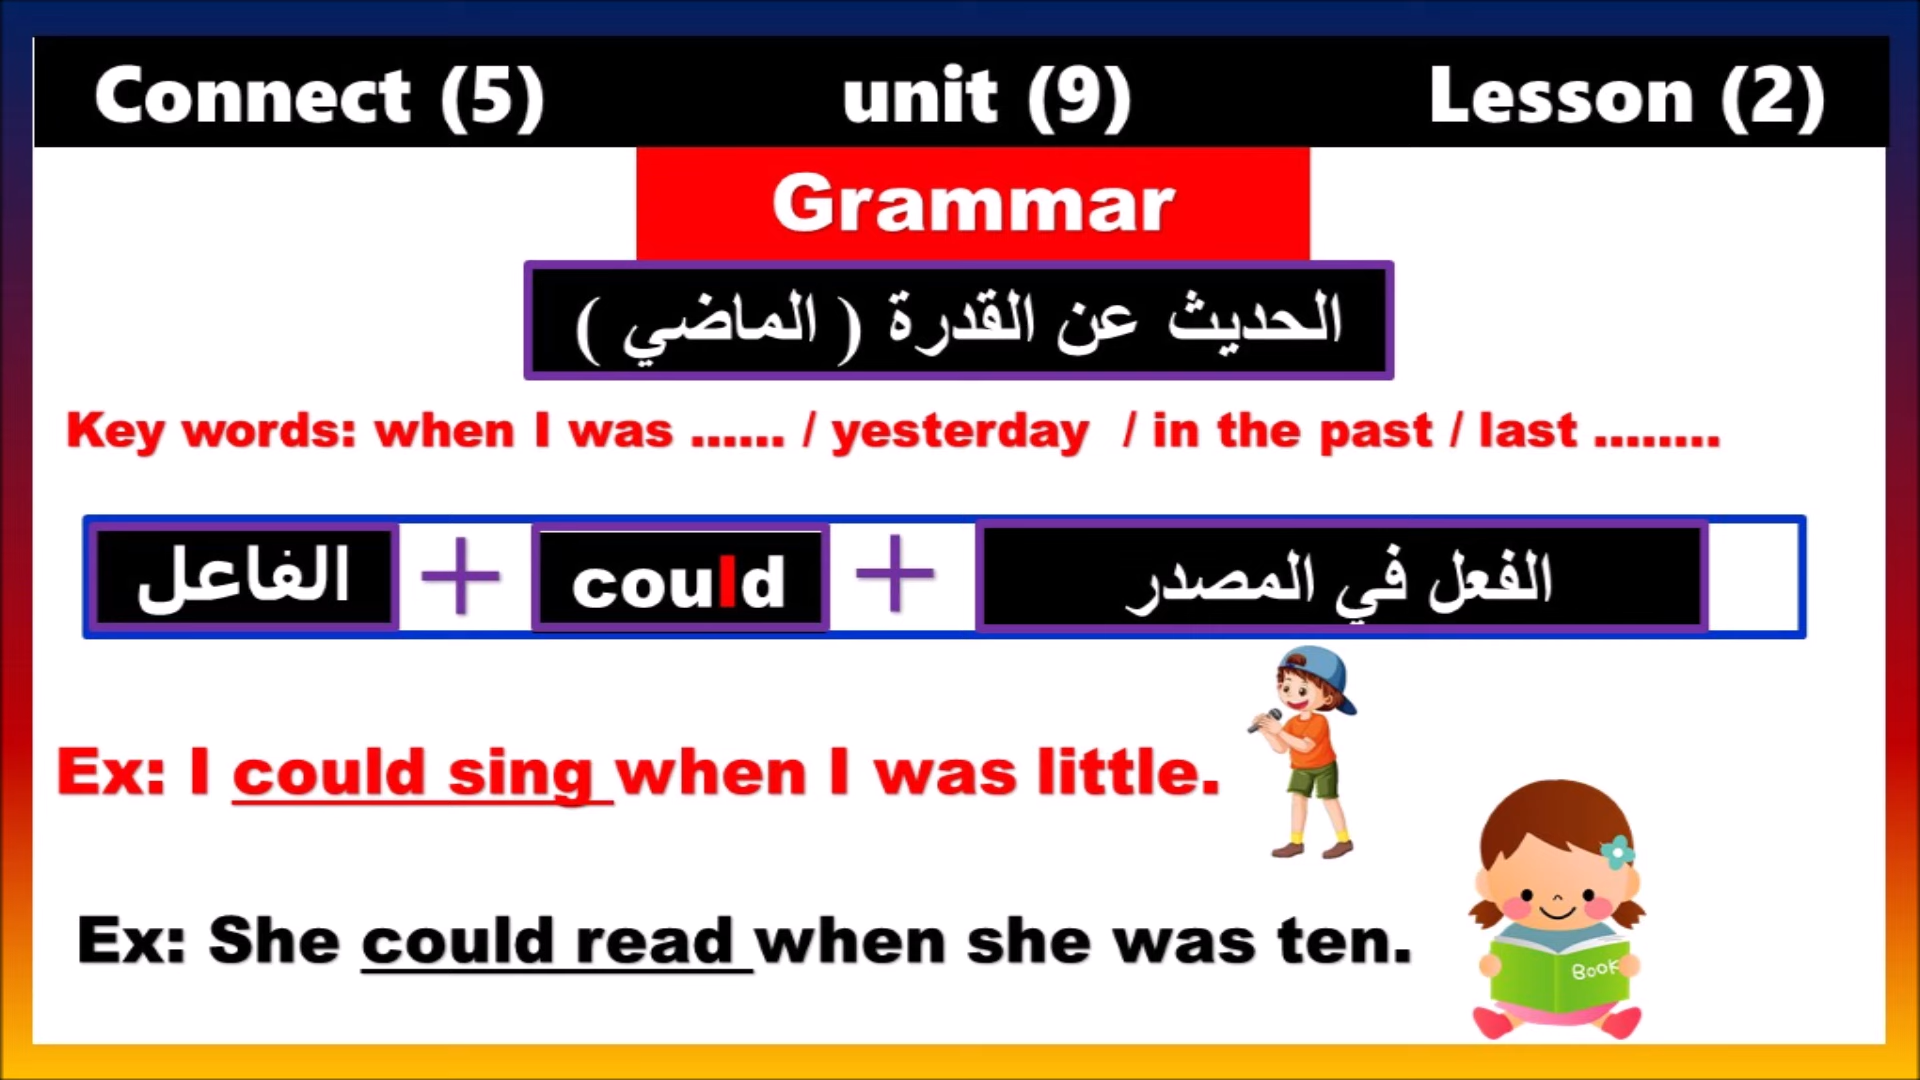 Connect (5) unit (9) Lesson (2)
Grammar
الحديث عن القدرة ( الماضي )
Key words: when I was ...... / yesterday / in the past / last ........
الفاعل + could + الفعل في المصدر
Ex: I could sing when I was little.
Ex: She could read when she was ten.
BOOK